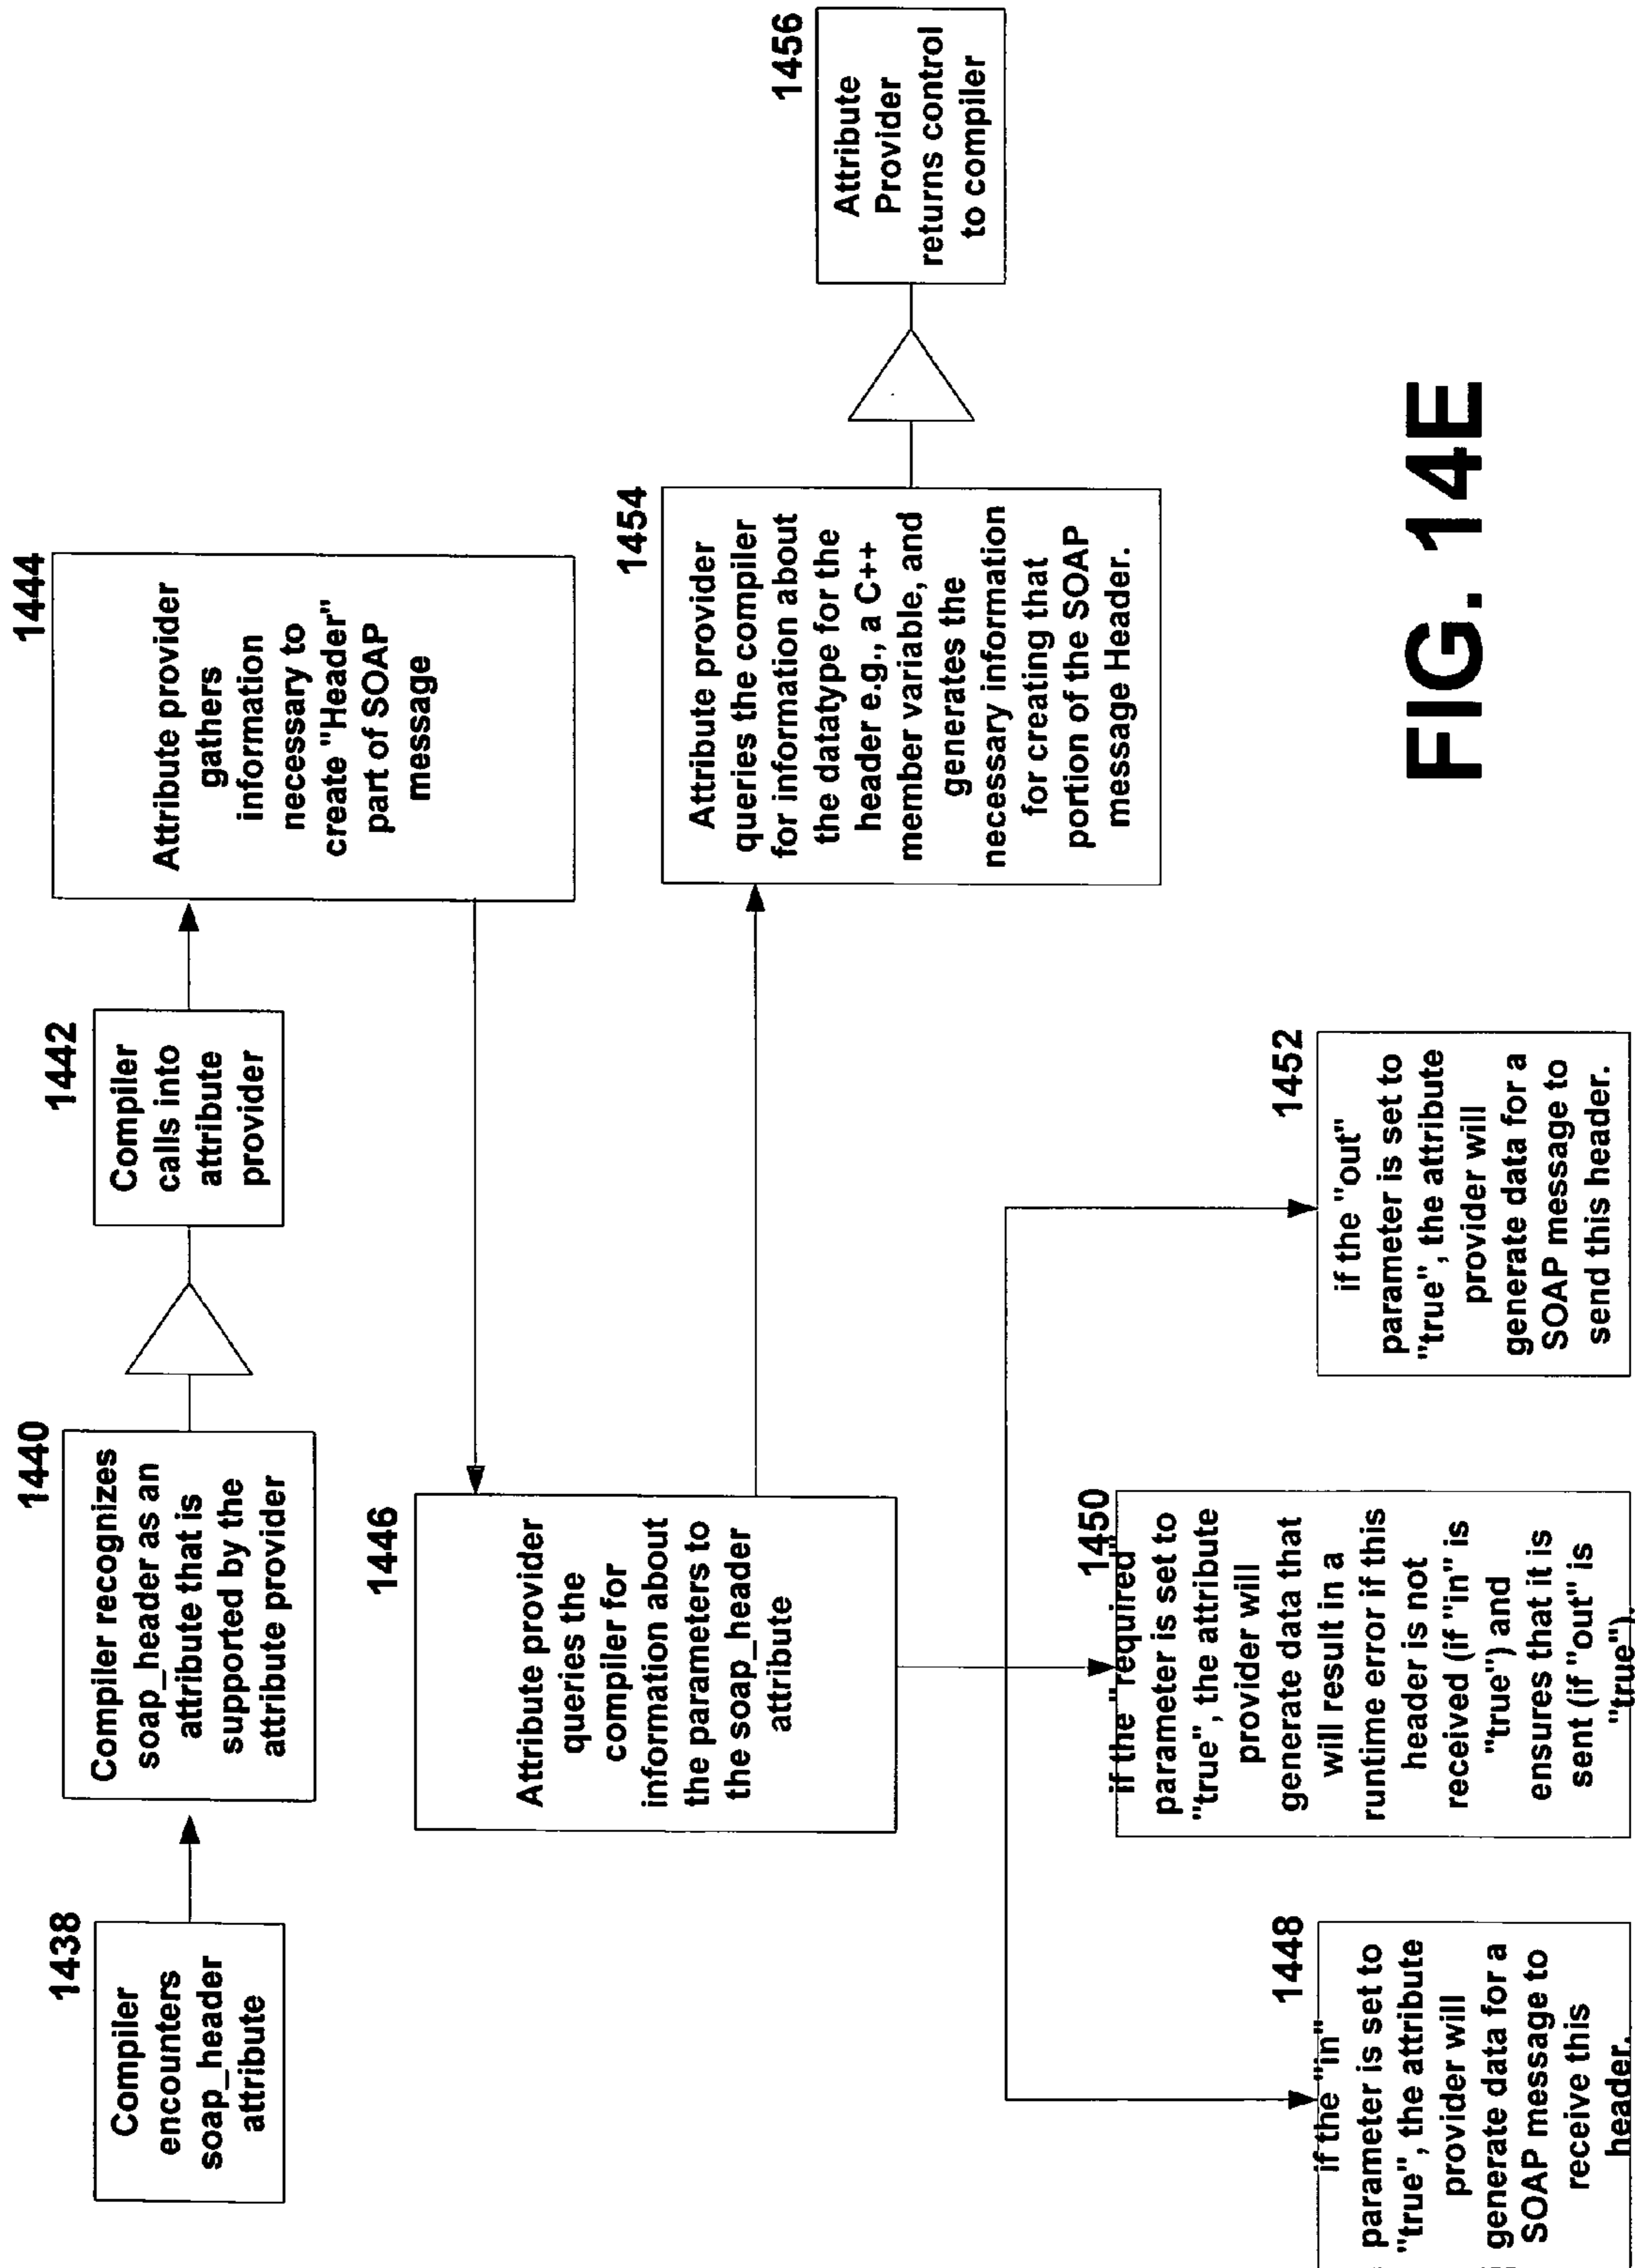 1438
Compiler
encounters
soap_header
attribute
1440
Compiler recognizes
soap_header as an
attribute that is
supported by the
attribute provider
1442
Compiler
calls into
attribute
provider
1444
Attribute provider
gathers
information
necessary to
create "Header"
part of SOAP
message
1446
Attribute provider
queries the
compiler for
information about
the parameters to
the soap_header
attribute
1454
Attribute provider
queries the compiler
for information about
the datatype for the
header e.g., a C++
member variable, and
generates the
necessary information
for creating that
portion of the SOAP
message Header.
1456
Attribute
Provider
returns control
to compiler
1448
if the "in"
parameter is set to
"true", the attribute
provider will
generate data for a
SOAP message to
receive this
header.
1450
if the "required"
parameter is set to
"true", the attribute
provider will
generate data that
will result in a
runtime error if this
header is not
received (if "in" is
"true") and
ensures that it is
sent (if "out" is
"true").
1452
if the "out"
parameter is set to
"true", the attribute
provider will
generate data for a
SOAP message to
send this header.
FIG. 14E